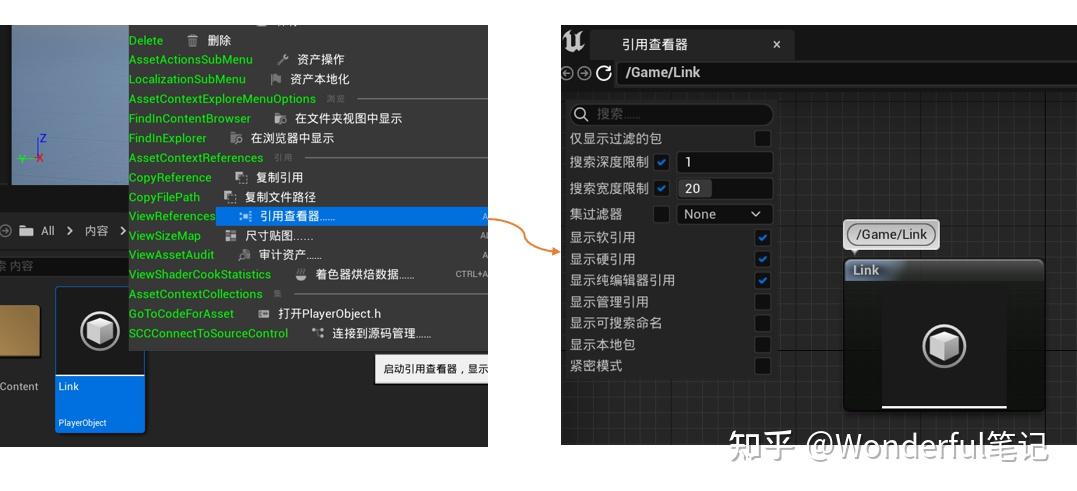 Delete 删除
AssetActionsSubMenu 资产操作
LocalizationSubMenu 资产本地化
AssetContextExploreMenuOptions 浏览
FindInContentBrowser 在文件夹视图中显示
FindInExplorer 在浏览器中显示
AssetContextReferences 引用
CopyReference 复制引用
CopyFilePath 复制文件路径
ViewReferences 引用查看器...... A
ViewSizeMap 尺寸贴图...... AL
ViewAssetAudit 审计资产...... A
ViewShaderCookStatistics 着色器烘焙数据...... CTRL+A
AssetContextCollections 集
GoToCodeForAsset 打开PlayerObject.h
SCCConnectToSourceControl 连接到源码管理......
启动引用查看器，显示
Z
Y X
All 内容
索 内容
Content
Link
PlayerObject
引用查看器 ×
/Game/Link
搜索......
仅显示过滤的包
搜索深度限制 1
搜索宽度限制 20
集过滤器 None
显示软引用
显示硬引用
显示纯编辑器引用
显示管理引用
显示可搜索命名
显示本地包
紧密模式
/Game/Link
Link
知乎 @Wonderful笔记